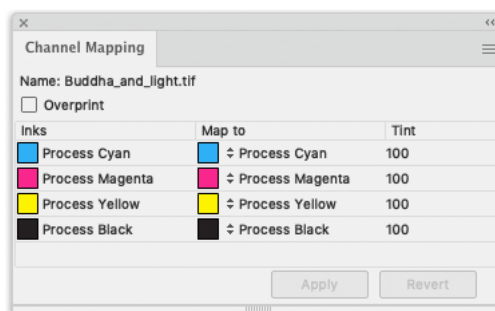 Channel Mapping
Name: Buddha_and_light.tif
Overprint
Inks Map to Tint
Process Cyan Process Cyan 100
Process Magenta Process Magenta 100
Process Yellow Process Yellow 100
Process Black Process Black 100
Apply Revert